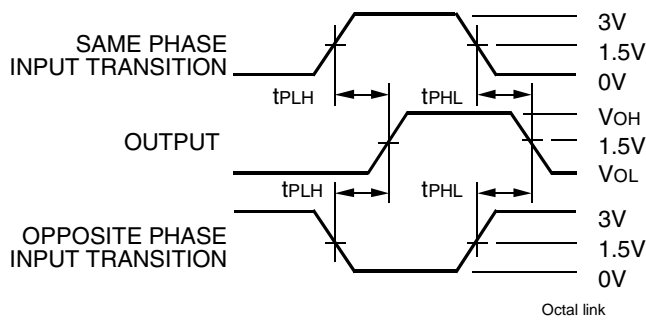 3V
SAME PHASE
INPUT TRANSITION
1.5V
0V
tPLH
tPHL
VOH
OUTPUT
1.5V
VOL
tPLH
tPHL
3V
OPPOSITE PHASE
INPUT TRANSITION
1.5V
0V
Octal link